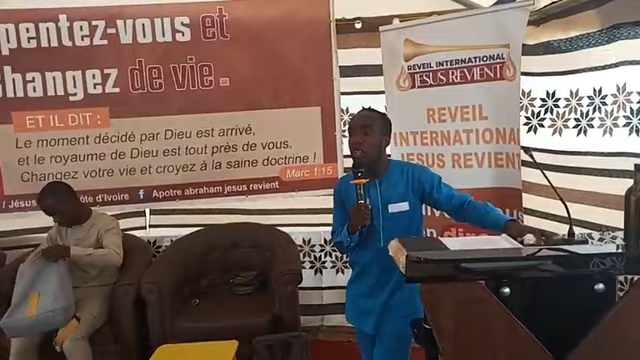 pentez-vous et
changez de vie.
ET IL DIT :
Le moment décidé par Dieu est arrivé,
et le royaume de Dieu est tout près de vous.
Changez votre vie et croyez à la saine doctrine !
Marc 1:15
/ Jésus
ôte d'Ivoire f Apotre abraham jesus revient
REVEIL INTERNATIONAL
JESUS REVIENT
REVEIL
INTERNATIONAL
JESUS REVIENT